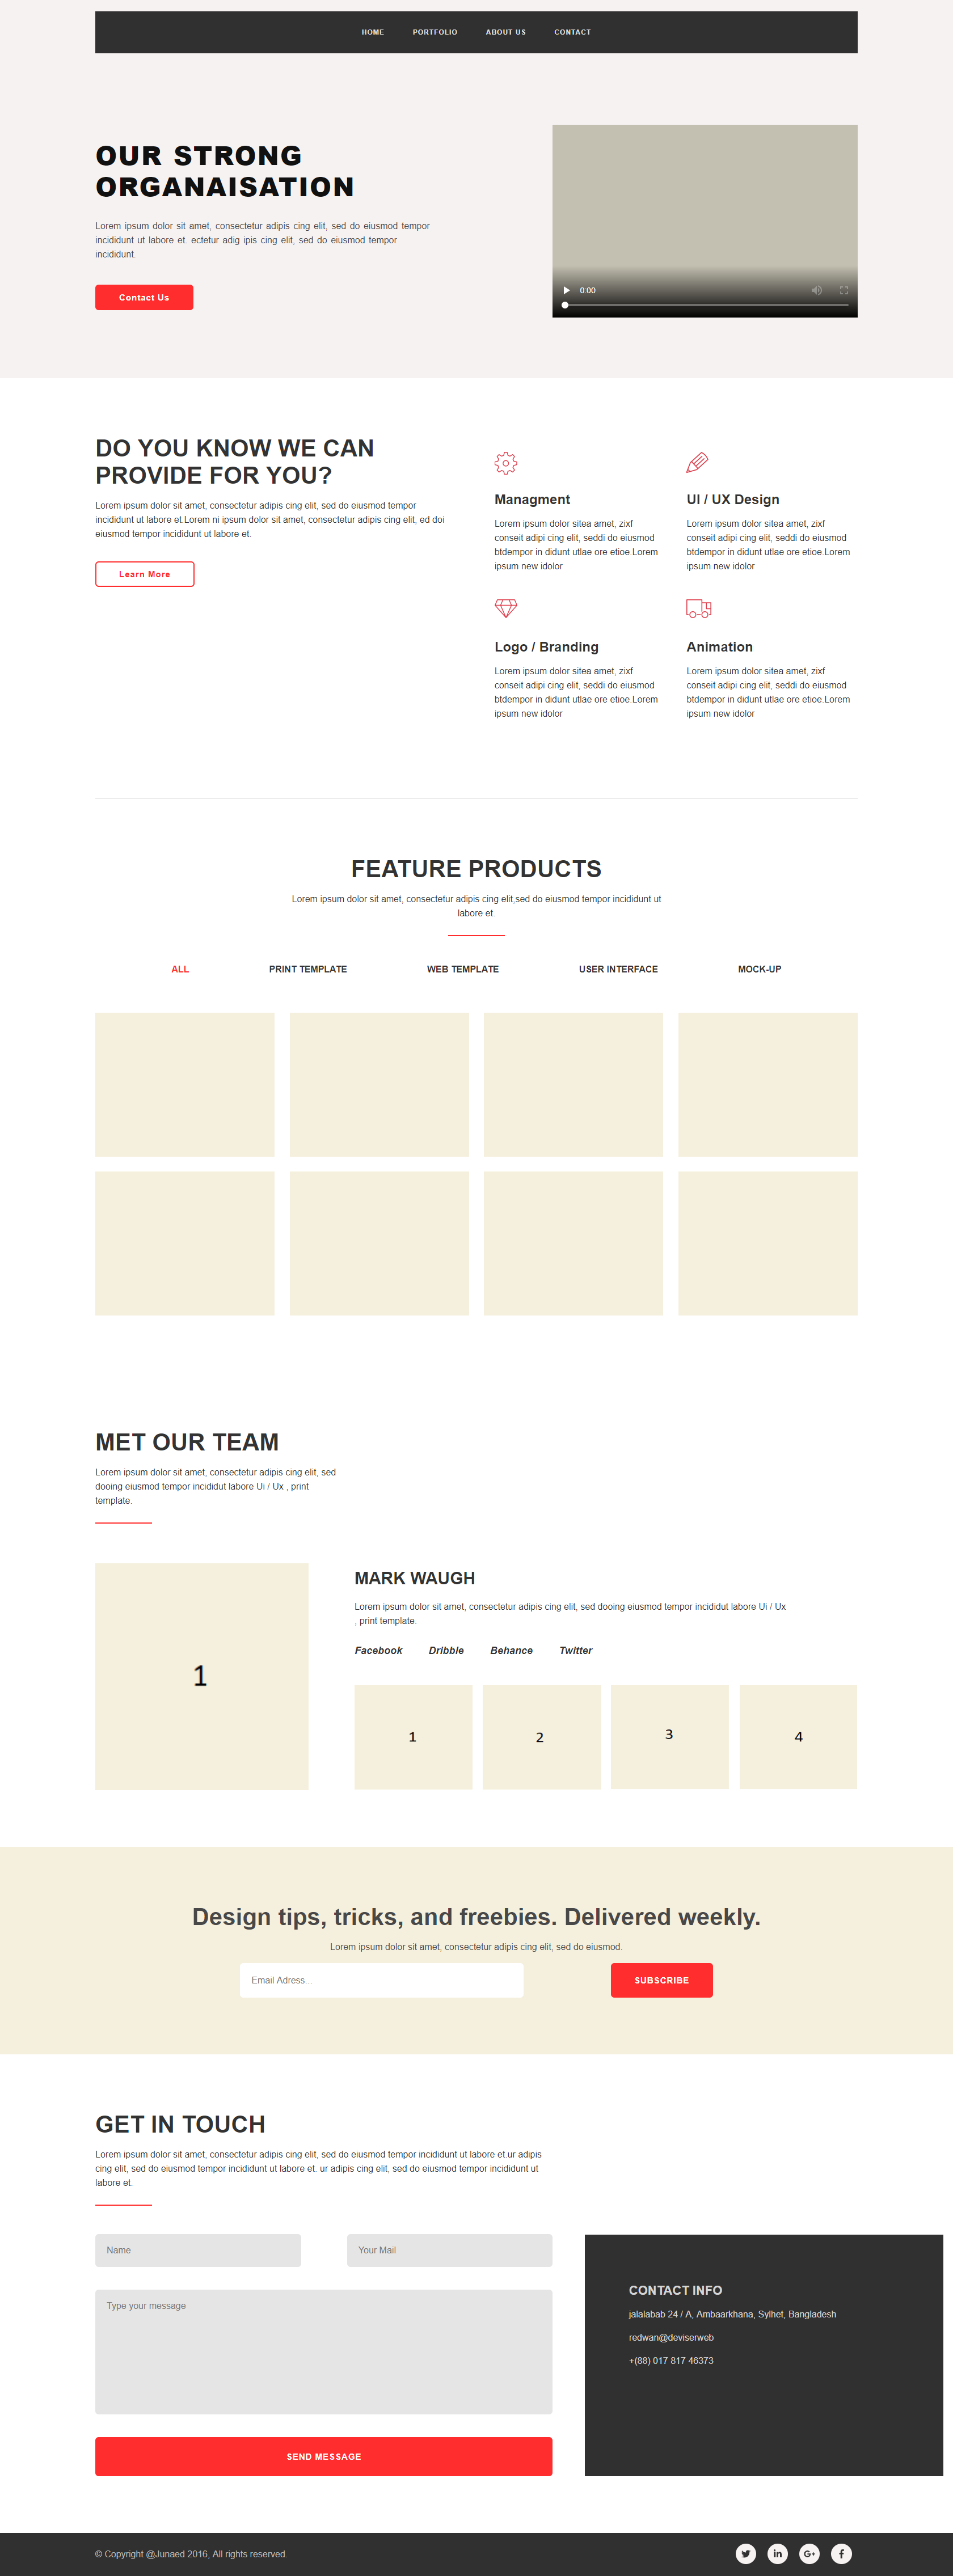 HOME PORTFOLIO ABOUT US CONTACT
OUR STRONG
ORGANAISATION
Lorem ipsum dolor sit amet, consectetur adipis cing elit, sed do eiusmod tempor
incididunt ut labore et. ectetur adig ipis cing elit, sed do eiusmod tempor
incididunt.
Contact Us
0:00
DO YOU KNOW WE CAN
PROVIDE FOR YOU?
Lorem ipsum dolor sit amet, consectetur adipis cing elit, sed do eiusmod tempor
incididunt ut labore et.Lorem ni ipsum dolor sit amet, consectetur adipis cing elit, ed doi
eiusmod tempor incididunt ut labore et.
Learn More
Managment
Lorem ipsum dolor sitea amet, zixf
conseit adipi cing elit, seddi do eiusmod
btdempor in didunt utlae ore etioe.Lorem
ipsum new idolor
UI / UX Design
Lorem ipsum dolor sitea amet, zixf
conseit adipi cing elit, seddi do eiusmod
btdempor in didunt utlae ore etioe.Lorem
ipsum new idolor
Logo / Branding
Lorem ipsum dolor sitea amet, zixf
conseit adipi cing elit, seddi do eiusmod
btdempor in didunt utlae ore etioe.Lorem
ipsum new idolor
Animation
Lorem ipsum dolor sitea amet, zixf
conseit adipi cing elit, seddi do eiusmod
btdempor in didunt utlae ore etioe.Lorem
ipsum new idolor
FEATURE PRODUCTS
Lorem ipsum dolor sit amet, consectetur adipis cing elit,sed do eiusmod tempor incididunt ut
labore et.
ALL PRINT TEMPLATE WEB TEMPLATE USER INTERFACE MOCK-UP
MET OUR TEAM
Lorem ipsum dolor sit amet, consectetur adipis cing elit, sed
dooing eiusmod tempor incididut labore Ui / Ux , print
template.
1
MARK WAUGH
Lorem ipsum dolor sit amet, consectetur adipis cing elit, sed dooing eiusmod tempor incididut labore Ui / Ux
, print template.
Facebook Dribble Behance Twitter
1 2 3 4
Design tips, tricks, and freebies. Delivered weekly.
Lorem ipsum dolor sit amet, consectetur adipis cing elit, sed do eiusmod.
Email Adress... SUBSCRIBE
GET IN TOUCH
Lorem ipsum dolor sit amet, consectetur adipis cing elit, sed do eiusmod tempor incididunt ut labore et.ur adipis
cing elit, sed do eiusmod tempor incididunt ut labore et. ur adipis cing elit, sed do eiusmod tempor incididunt ut
labore et.
Name Your Mail
Type your message
SEND MESSAGE
CONTACT INFO
jalalabab 24 / A, Ambaarkhana, Sylhet, Bangladesh
redwan@deviserweb
+(88) 017 817 46373
© Copyright @Junaed 2016, All rights reserved.